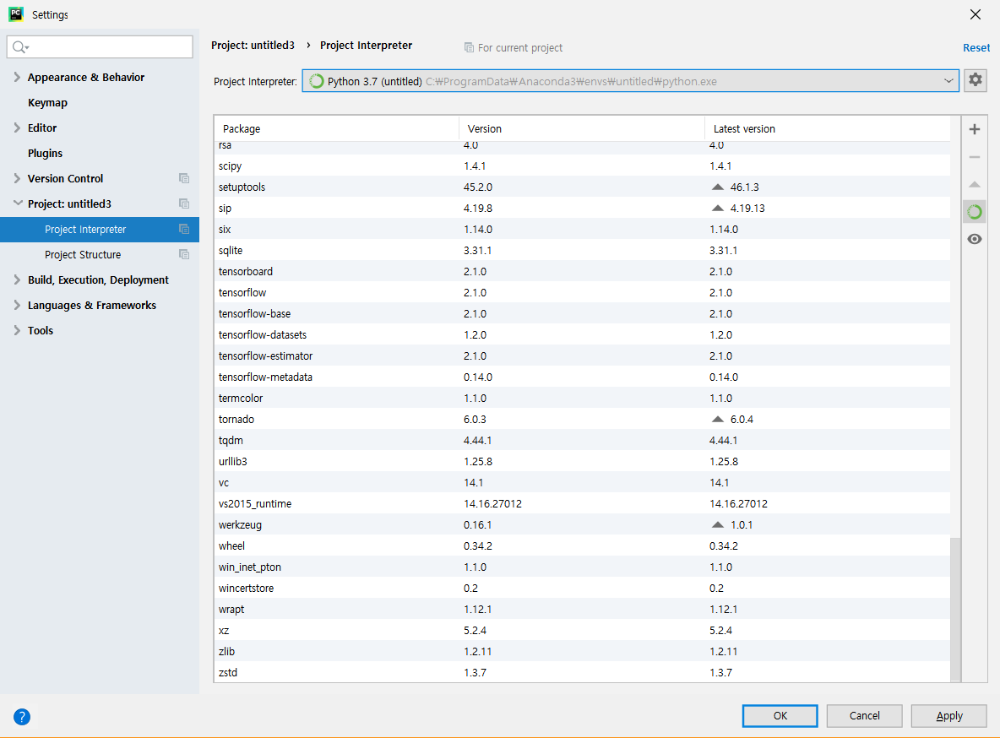 PC Settings
Project: untitled3 › Project Interpreter For current project Reset
Appearance & Behavior
Keymap
Editor
Plugins
Version Control
Project: untitled3
Project Interpreter
Project Structure
Build, Execution, Deployment
Languages & Frameworks
Tools
Project Interpreter: Python 3.7 (untitled) C:₩ProgramData₩Anaconda3₩envs₩untitled₩python.exe
Package Version Latest version
rsa 4.0 4.0
scipy 1.4.1 1.4.1
setuptools 45.2.0 46.1.3
sip 4.19.8 4.19.13
six 1.14.0 1.14.0
sqlite 3.31.1 3.31.1
tensorboard 2.1.0 2.1.0
tensorflow 2.1.0 2.1.0
tensorflow-base 2.1.0 2.1.0
tensorflow-datasets 1.2.0 1.2.0
tensorflow-estimator 2.1.0 2.1.0
tensorflow-metadata 0.14.0 0.14.0
termcolor 1.1.0 1.1.0
tornado 6.0.3 6.0.4
tqdm 4.44.1 4.44.1
urllib3 1.25.8 1.25.8
vc 14.1 14.1
vs2015_runtime 14.16.27012 14.16.27012
werkzeug 0.16.1 1.0.1
wheel 0.34.2 0.34.2
win_inet_pton 1.1.0 1.1.0
wincertstore 0.2 0.2
wrapt 1.12.1 1.12.1
xz 5.2.4 5.2.4
zlib 1.2.11 1.2.11
zstd 1.3.7 1.3.7
? OK Cancel Apply